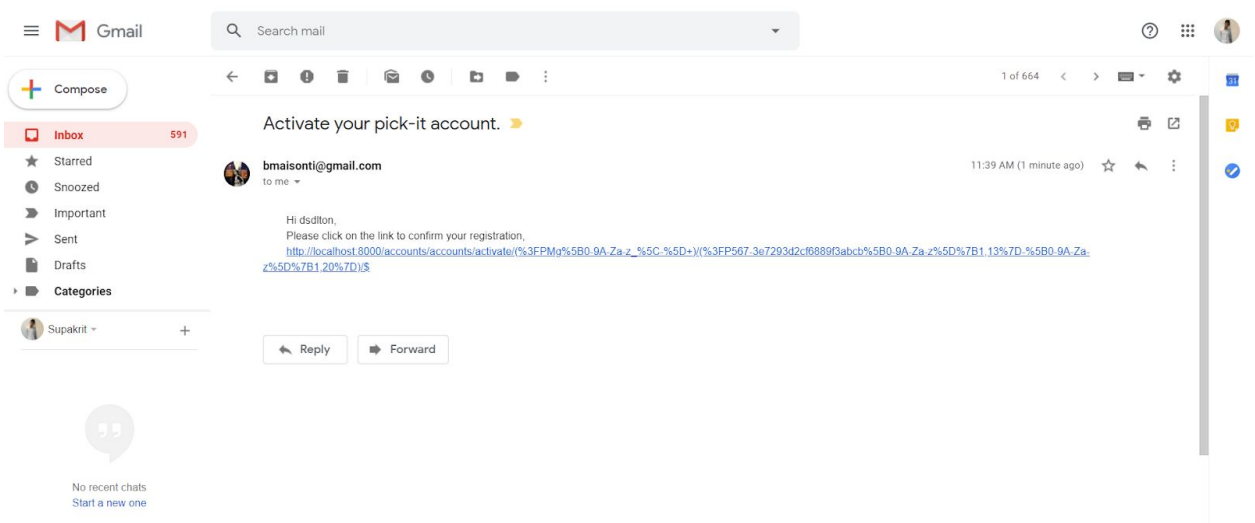 Gmail
Search mail
Compose
1 of 664
31
Activate your pick-it account.
Inbox 591
Starred
bmaisonti@gmail.com 11:39 AM (1 minute ago)
to me
Snoozed
Important
Hi dsdlton,
Sent
Please click on the link to confirm your registration,
http://localhost:8000/accounts/accounts/activate/(%3FPMg%5B0-9A-Za-z_%5C-%5D+)/(%3FP567-3e7293d2cf6889f3abcb%5B0-9A-Za-z%5D%7B1,13%7D-%5B0-9A-Za-
z%5D%7B1,20%7D)/$
Drafts
Categories
Supakrit
Reply Forward
No recent chats
Start a new one